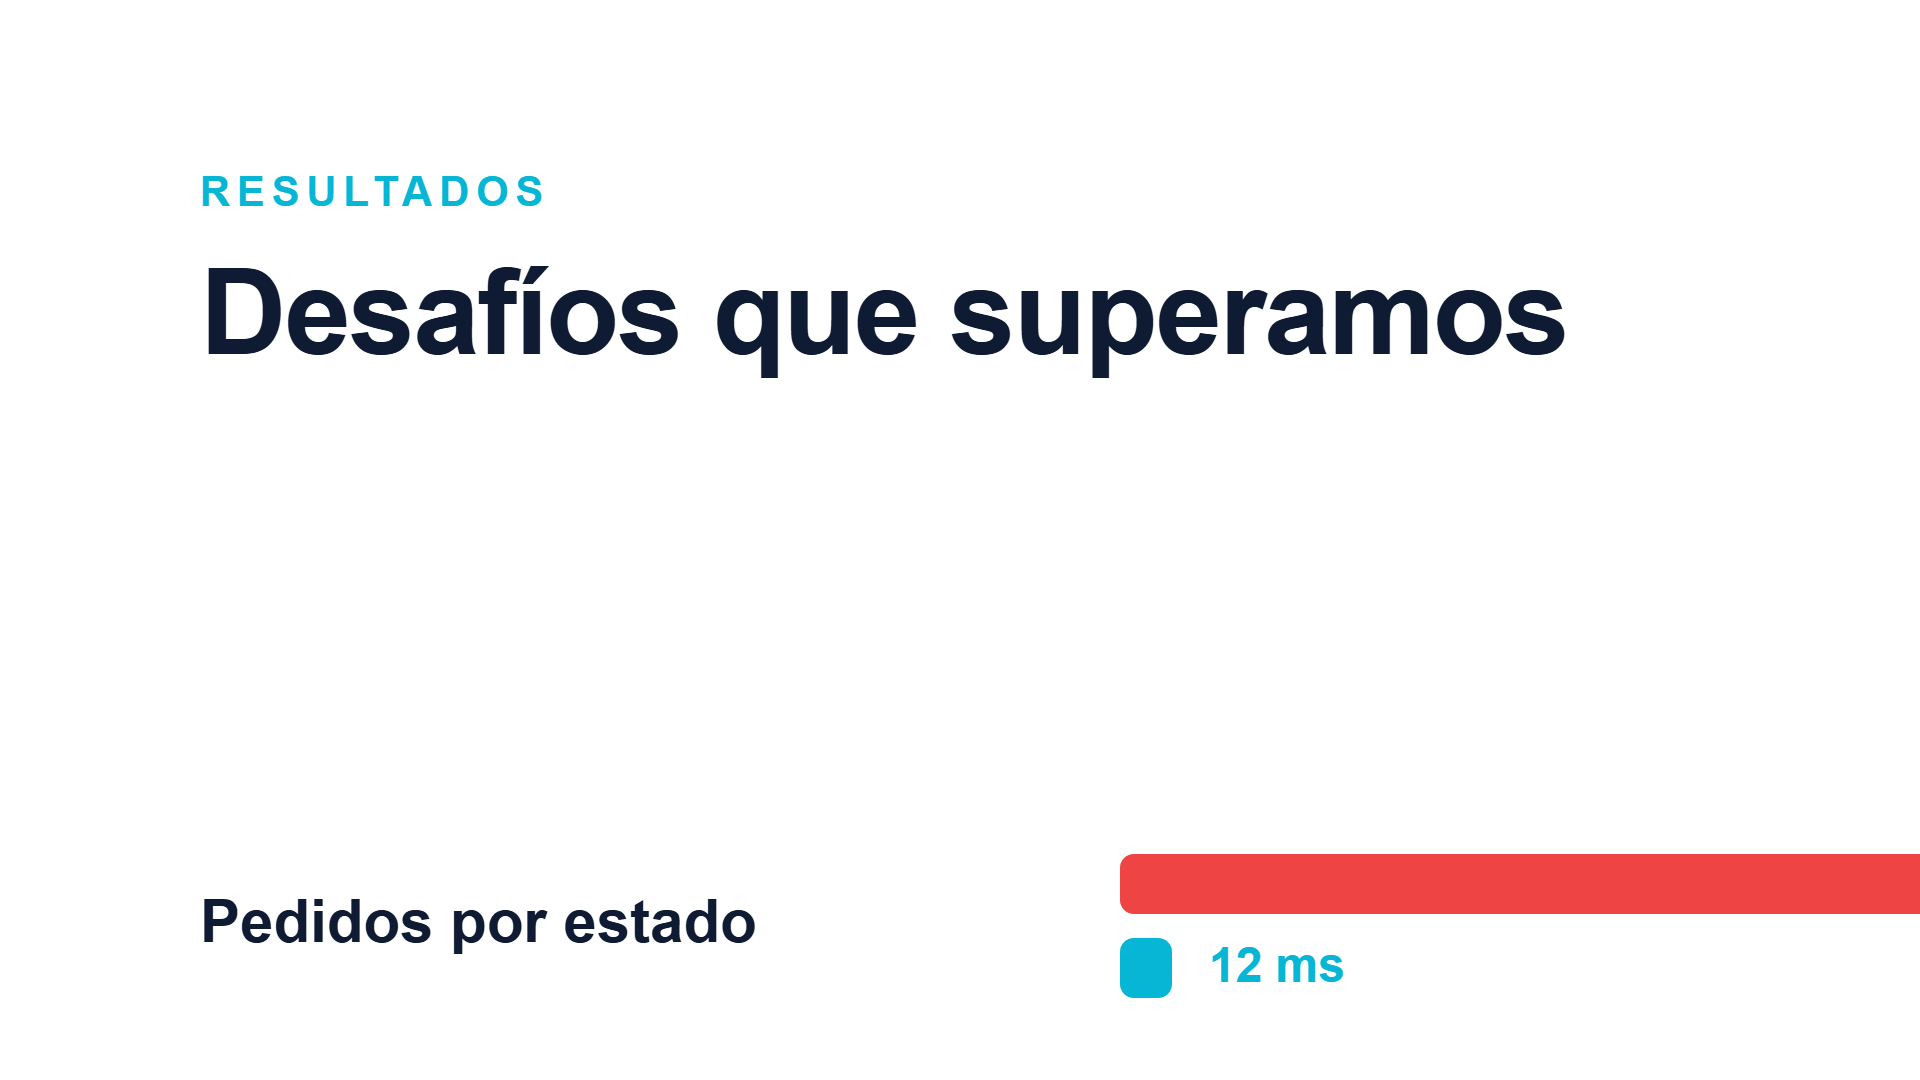 RESULTADOS
Desafíos que superamos
Pedidos por estado
12 ms